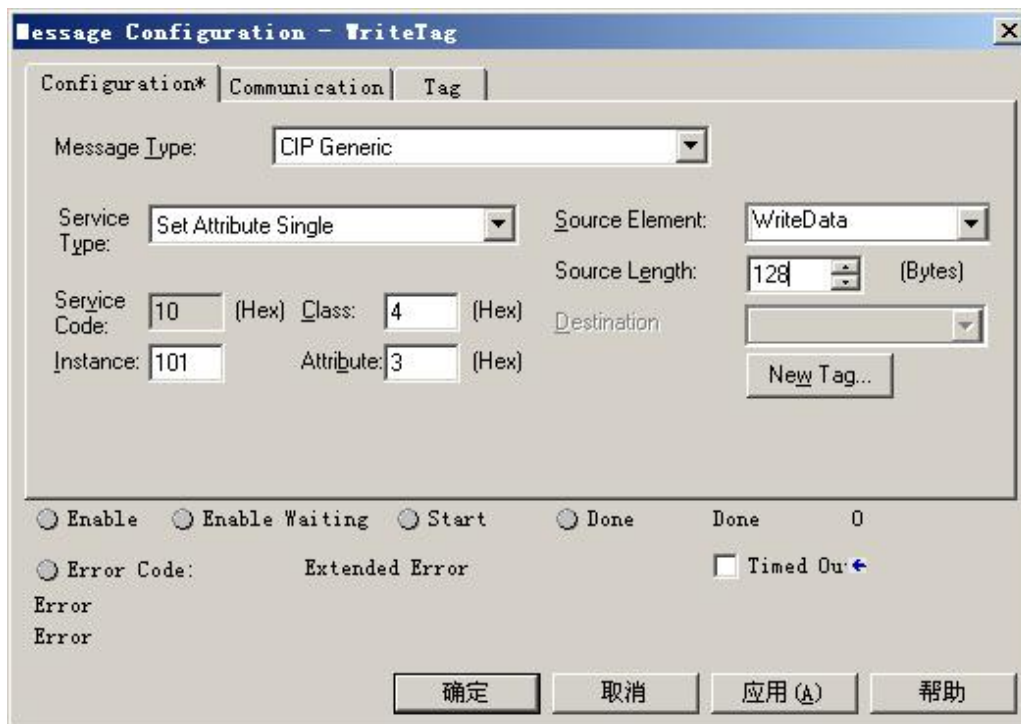 Message Configuration - WriteTag
Configuration* Communication Tag
Message Type: CIP Generic
Service Type: Set Attribute Single
Source Element: WriteData
Source Length: 128 (Bytes)
Service Code: 10 (Hex) Class: 4 (Hex)
Destination
Instance: 101 Attribute: 3 (Hex)
New Tag...
Enable Enable Waiting Start Done Done 0
Error Code: Extended Error Timed Ou
Error
Error
确定 取消 应用(A) 帮助